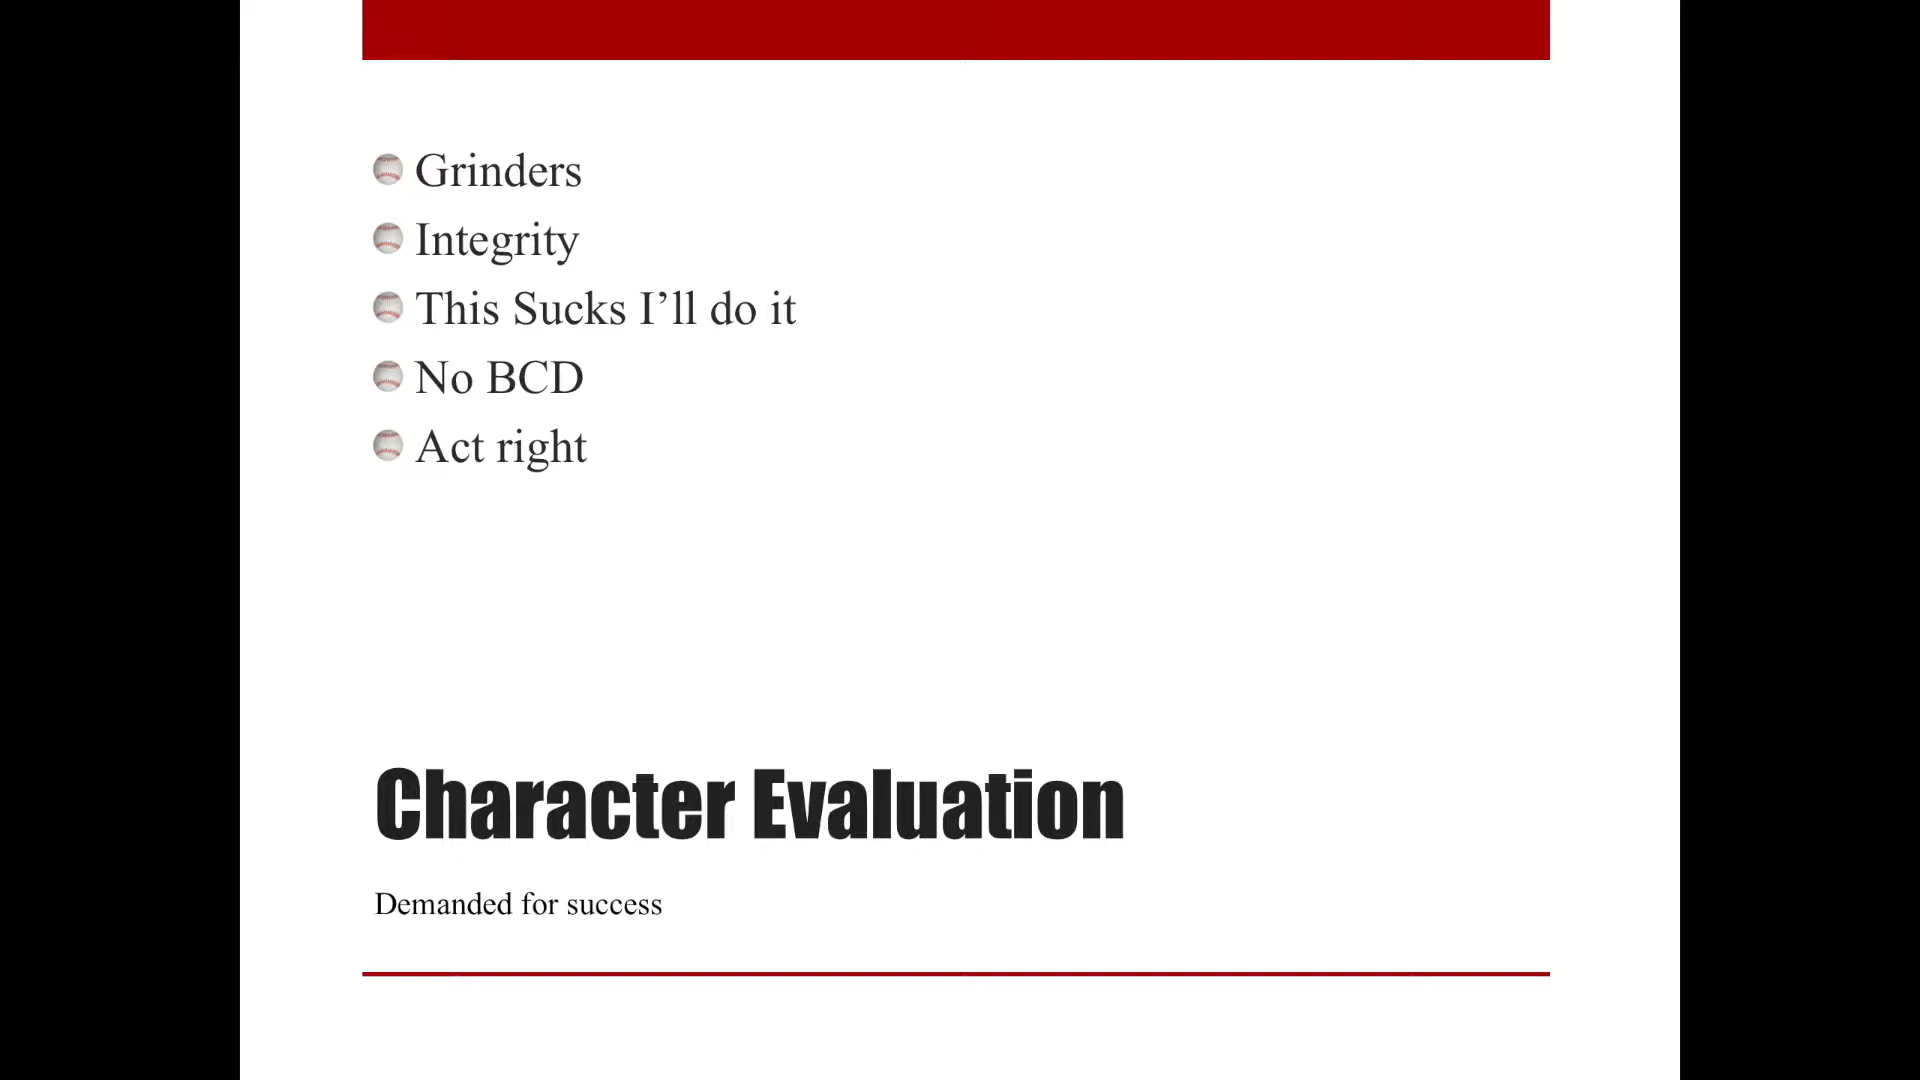 Grinders
Integrity
This Sucks I’ll do it
No BCD
Act right
Character Evaluation
Demanded for success